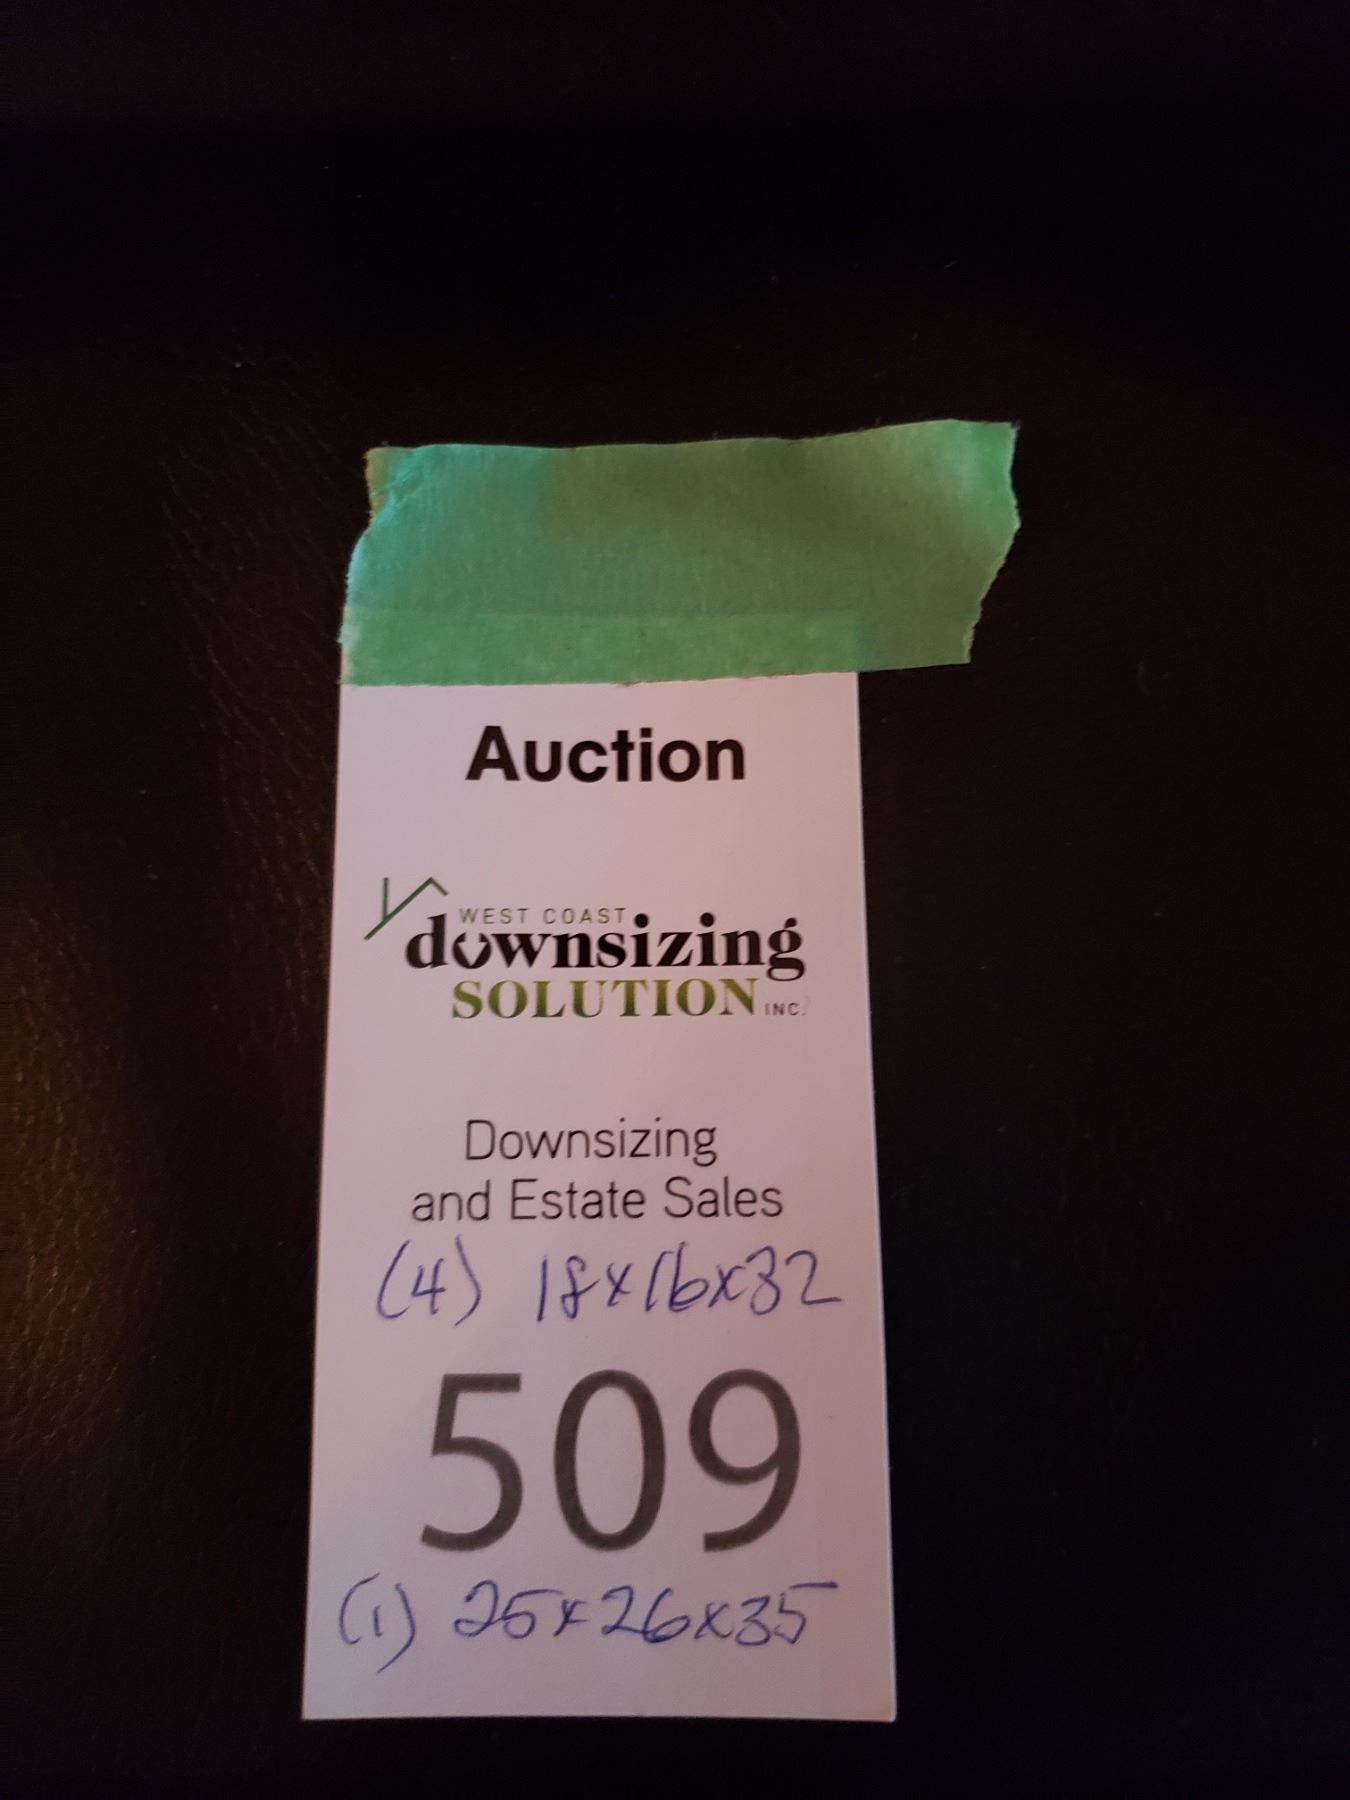 Auction
WEST COAST
downsizing
SOLUTION INC.
Downsizing
and Estate Sales
(4) 18x16x32
509
(1) 25x26x35